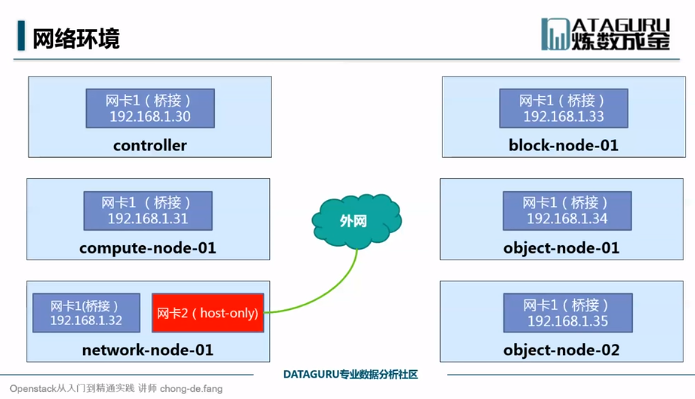 网络环境
DATAGURU
炼数成金
网卡1（桥接）
192.168.1.30
controller
网卡1（桥接）
192.168.1.33
block-node-01
网卡1 （桥接）
192.168.1.31
compute-node-01
外网
网卡1（桥接）
192.168.1.34
object-node-01
网卡1(桥接)
192.168.1.32
网卡2（host-only)
network-node-01
网卡1（桥接）
192.168.1.35
object-node-02
DATAGURU专业数据分析社区
Openstack从入门到精通实践 讲师 chong-de.fang